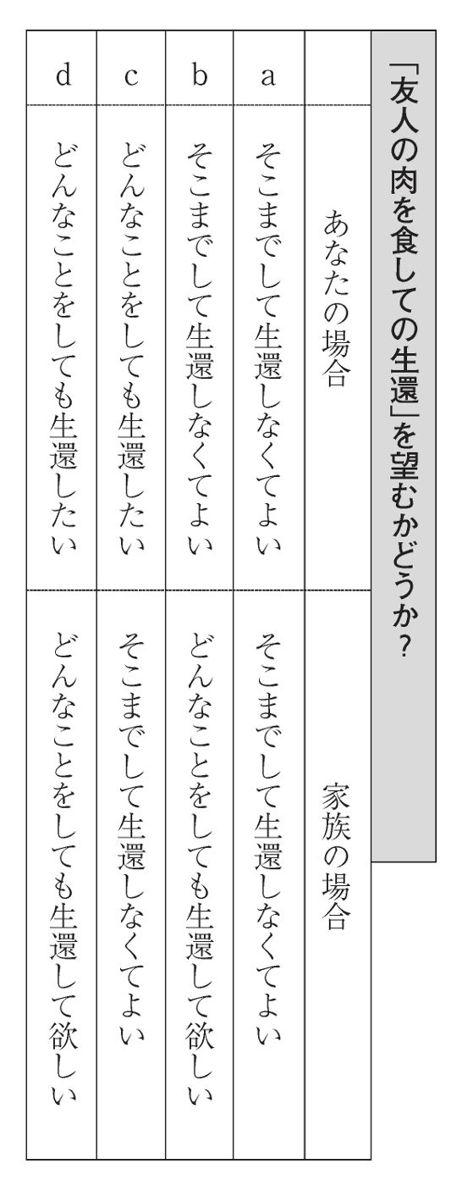 「友人の肉を食しての生還」を望むかどうか？
あなたの場合
家族の場合
a
そこまでして生還しなくてよい
そこまでして生還しなくてよい
b
そこまでして生還しなくてよい
どんなことをしても生還して欲しい
c
どんなことをしても生還したい
そこまでして生還しなくてよい
d
どんなことをしても生還したい
どんなことをしても生還して欲しい